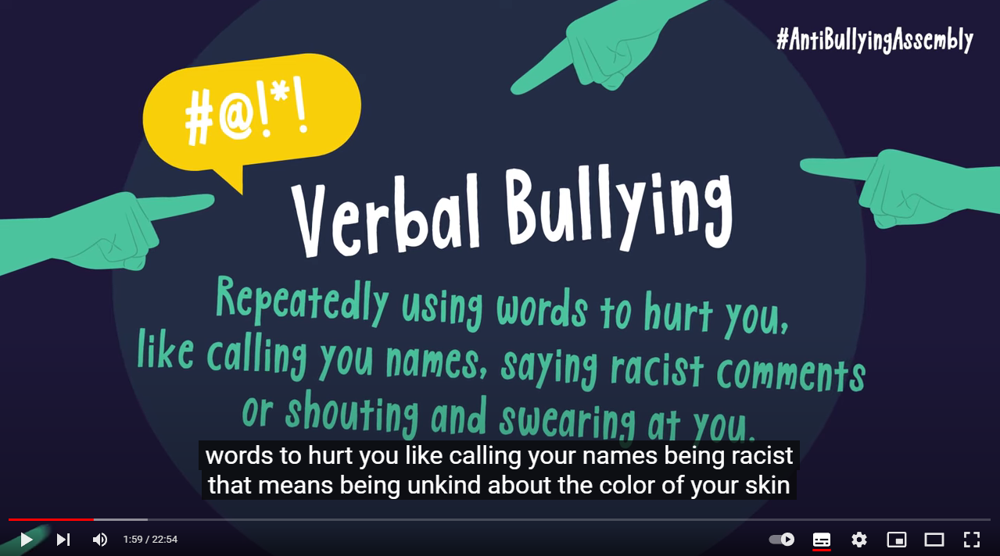 #AntiBullyingAssembly
#@!*!
Verbal Bullying
Repeatedly using words to hurt you,
like calling you names, saying racist comments
or shouting and swearing at you.
words to hurt you like calling your names being racist
that means being unkind about the color of your skin
1:59 / 22:54